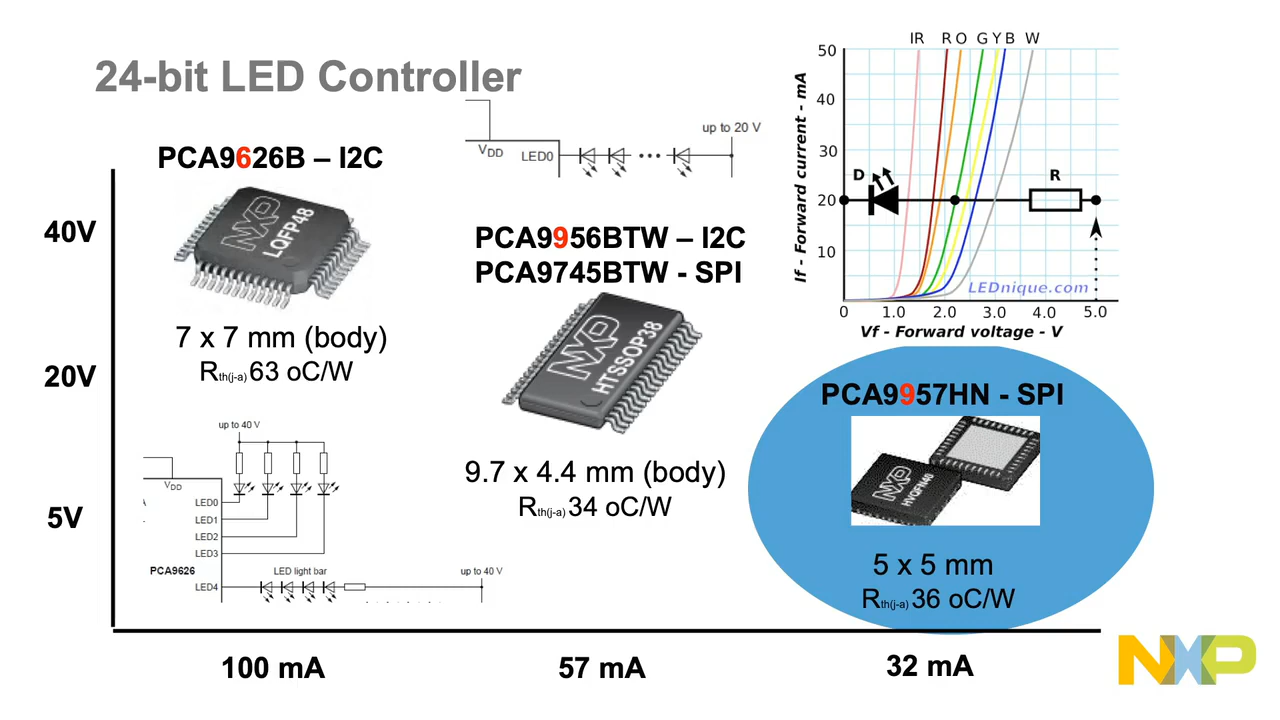 24-bit LED Controller
PCA9626B – I2C
NXP
LQFP48
7 x 7 mm (body)
Rth(j-a) 63 oC/W
up to 40 V
VDD
LED0
LED1
LED2
LED3
PCA9626
LED light bar
up to 40 V
LED4
VDD
LED0
up to 20 V
PCA9956BTW – I2C
PCA9745BTW - SPI
NXP
HTSSOP38
9.7 x 4.4 mm (body)
Rth(j-a) 34 oC/W
IR R O G Y B W
If - Forward current - mA
50
40
30
20
10
D
R
LEDnique.com
0 1.0 2.0 3.0 4.0 5.0
Vf - Forward voltage - V
PCA9957HN - SPI
NXP
HVQFN40
5 x 5 mm
Rth(j-a) 36 oC/W
40V
20V
5V
100 mA
57 mA
32 mA
NXP